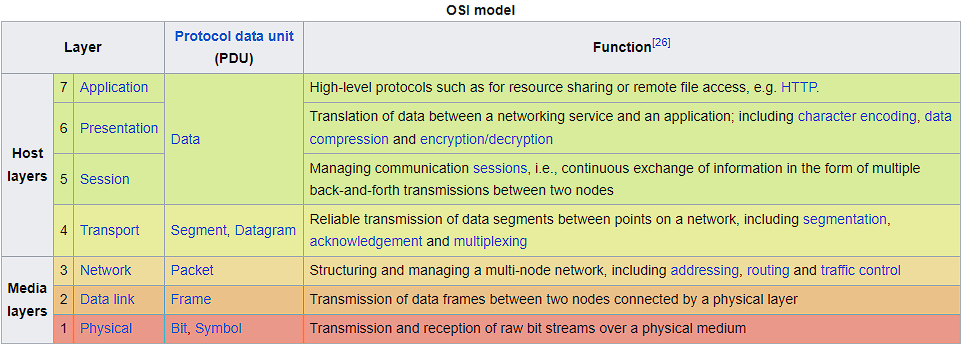 OSI model
Layer
Protocol data unit
(PDU)
Function[26]
Host
layers
7 Application
Data
High-level protocols such as for resource sharing or remote file access, e.g. HTTP.
6 Presentation
Translation of data between a networking service and an application; including character encoding, data
compression and encryption/decryption
5 Session
Managing communication sessions, i.e., continuous exchange of information in the form of multiple
back-and-forth transmissions between two nodes
4 Transport
Segment, Datagram
Reliable transmission of data segments between points on a network, including segmentation,
acknowledgement and multiplexing
Media
layers
3 Network
Packet
Structuring and managing a multi-node network, including addressing, routing and traffic control
2 Data link
Frame
Transmission of data frames between two nodes connected by a physical layer
1 Physical
Bit, Symbol
Transmission and reception of raw bit streams over a physical medium